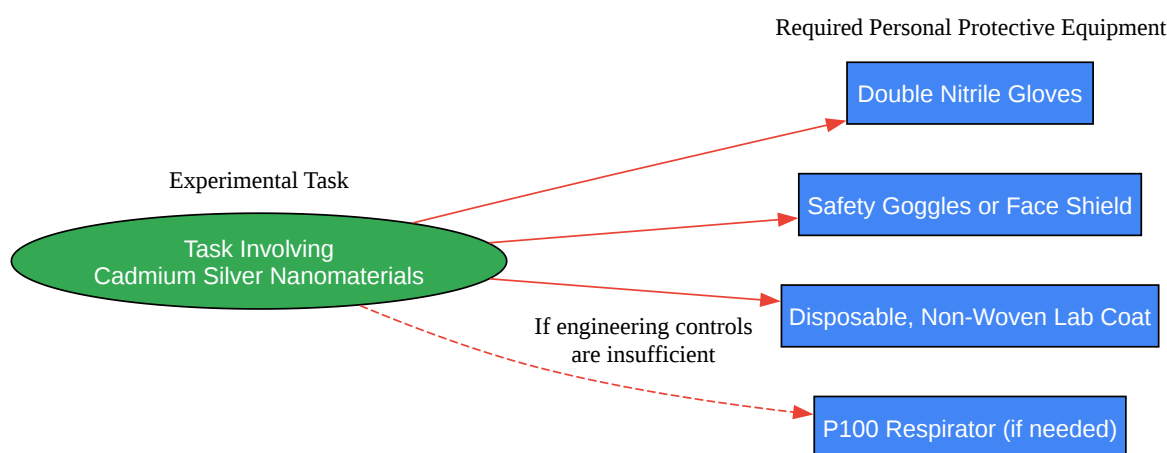 Required Personal Protective Equipment
Double Nitrile Gloves
Experimental Task
Safety Goggles or Face Shield
Task Involving
Cadmium Silver Nanomaterials
Disposable, Non-Woven Lab Coat
If engineering controls
are insufficient
P100 Respirator (if needed)